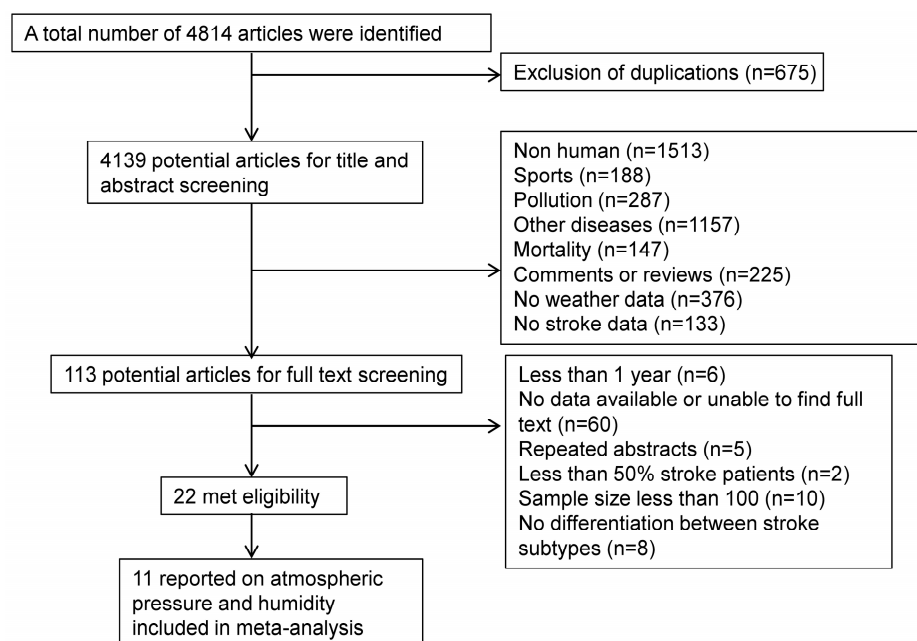 A total number of 4814 articles were identified
Exclusion of duplications (n=675)
4139 potential articles for title and
abstract screening
Non human (n=1513)
Sports (n=188)
Pollution (n=287)
Other diseases (n=1157)
Mortality (n=147)
Comments or reviews (n=225)
No weather data (n=376)
No stroke data (n=133)
113 potential articles for full text screening
Less than 1 year (n=6)
No data available or unable to find full
text (n=60)
Repeated abstracts (n=5)
Less than 50% stroke patients (n=2)
Sample size less than 100 (n=10)
No differentiation between stroke
subtypes (n=8)
22 met eligibility
11 reported on atmospheric
pressure and humidity
included in meta-analysis